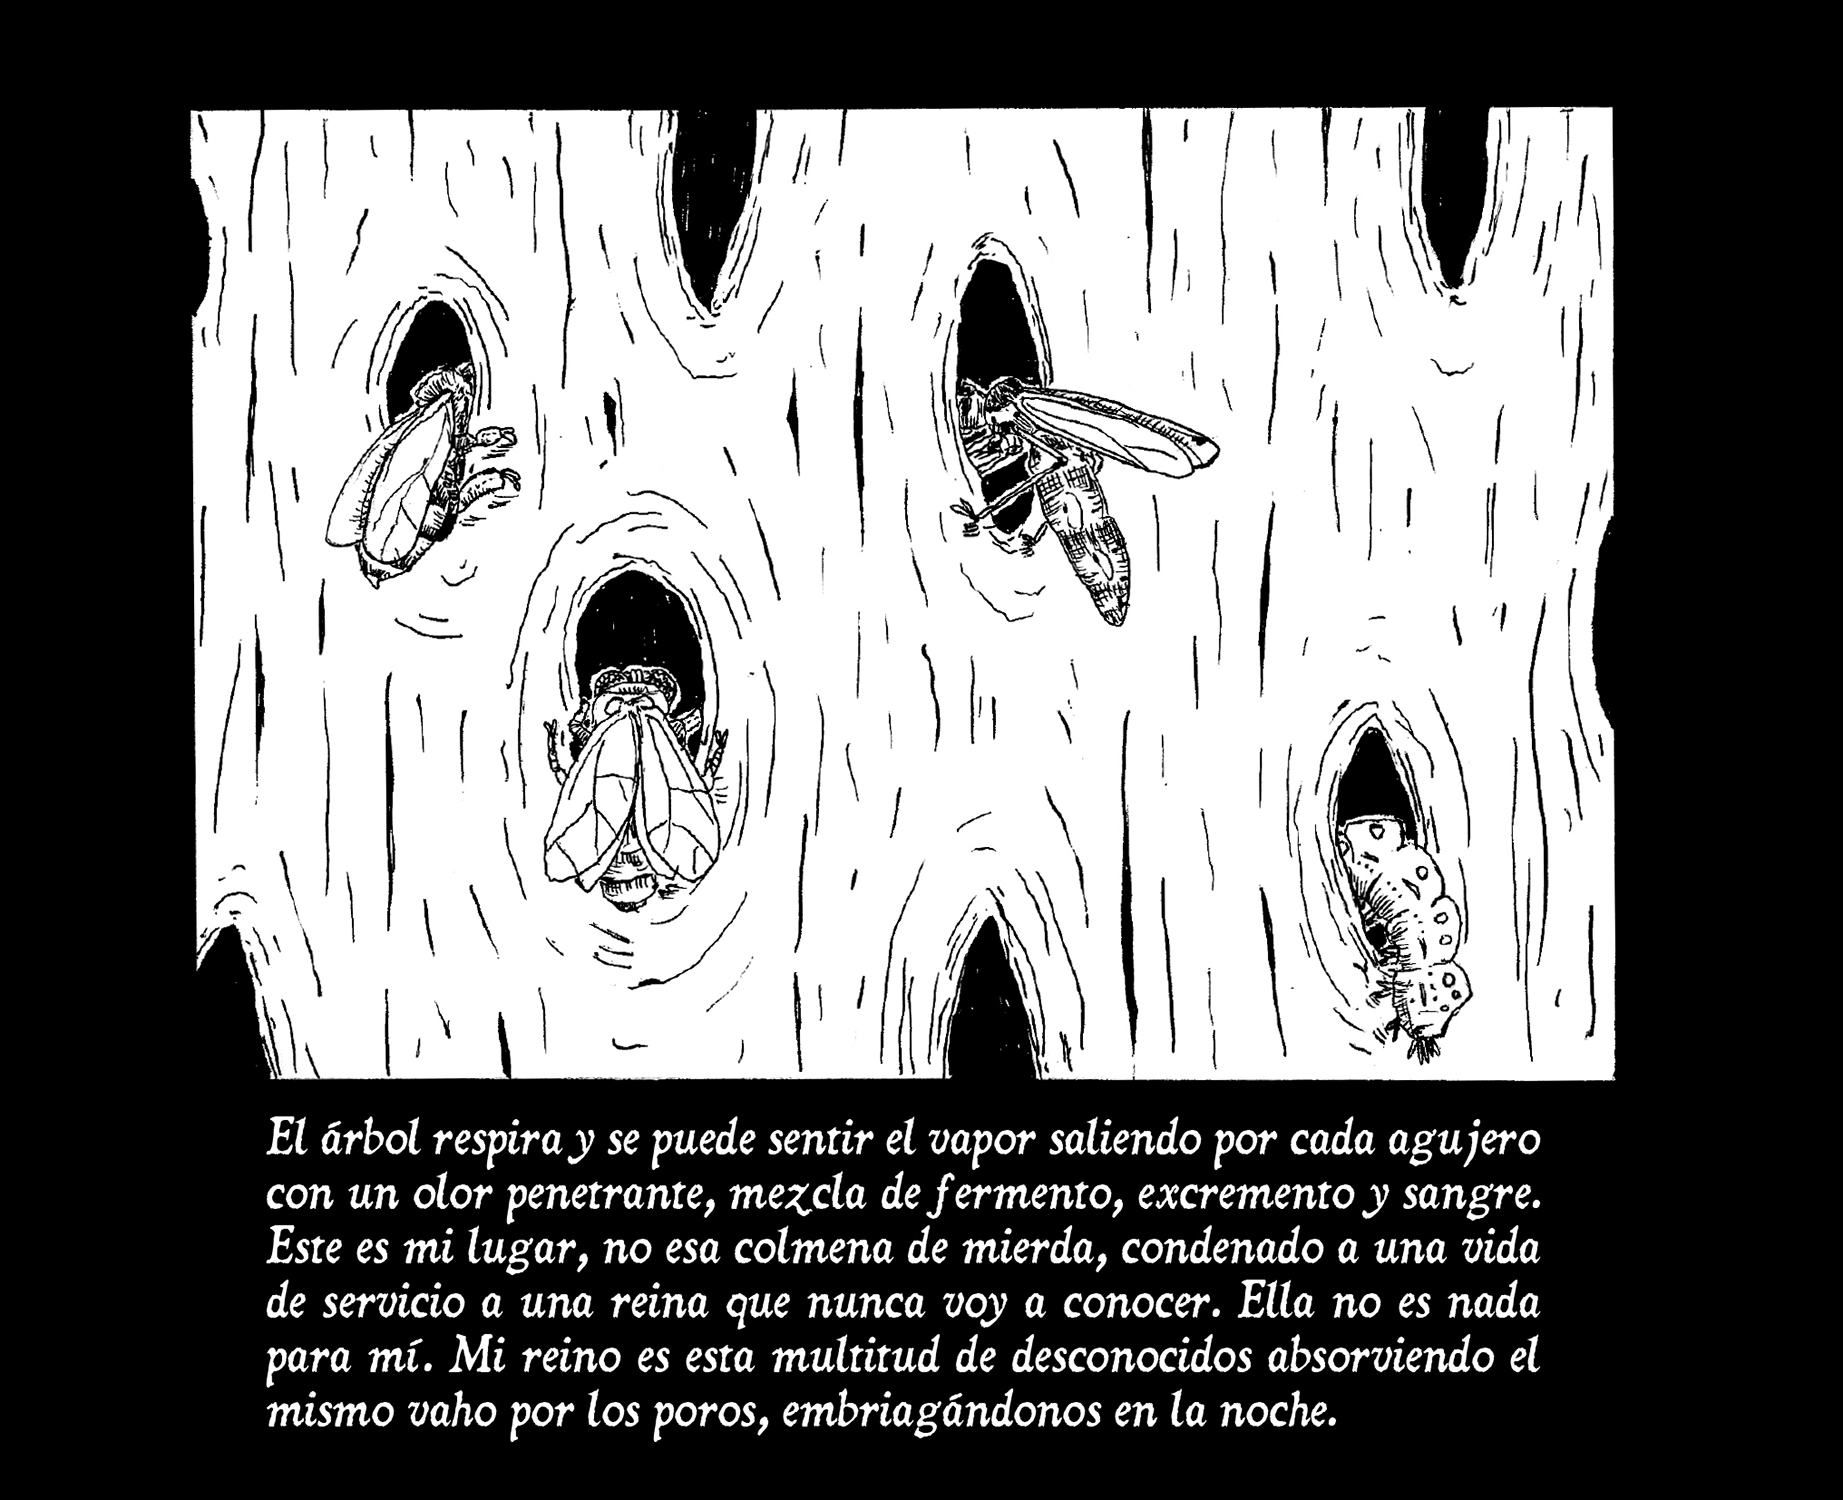 El árbol respira y se puede sentir el vapor saliendo por cada agujero
con un olor penetrante, mezcla de fermento, excremento y sangre.
Este es mi lugar, no esa colmena de mierda, condenado a una vida
de servicio a una reina que nunca voy a conocer. Ella no es nada
para mí. Mi reino es esta multitud de desconocidos absorviendo el
mismo vaho por los poros, embriagándonos en la noche.